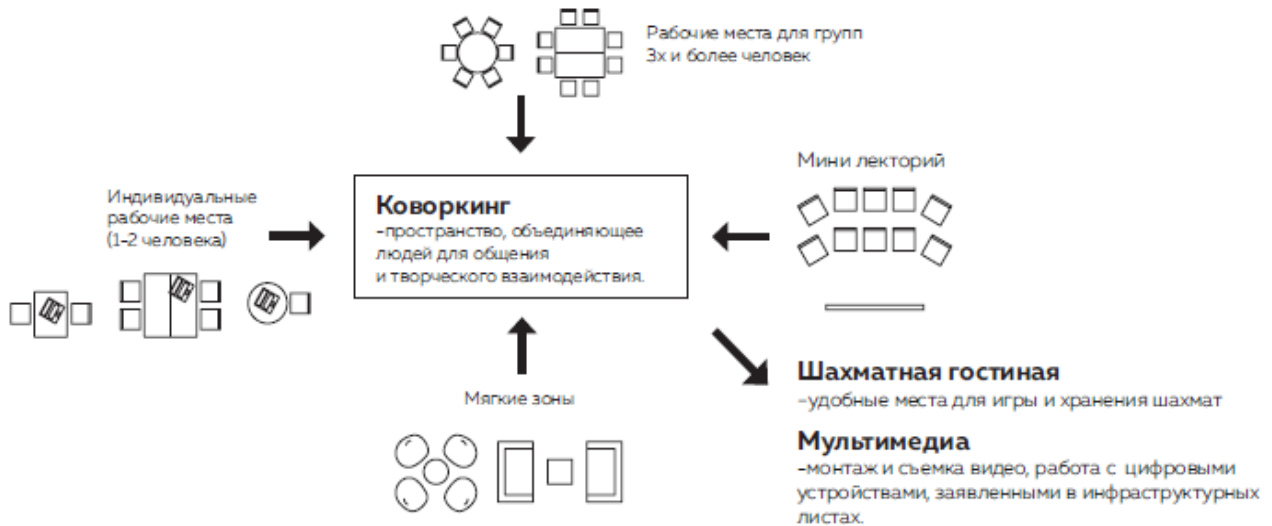 Рабочие места для групп
3х и более человек
Мини лекторий
Индивидуальные
рабочие места
(1-2 человека)
Коворкинг
-пространство, объединяющее
людей для общения
и творческого взаимодействия.
Мягкие зоны
Шахматная гостиная
-удобные места для игры и хранения шахмат
Мультимедиа
-монтаж и съемка видео, работа с цифровыми
устройствами, заявленными в инфраструктурных
листах.